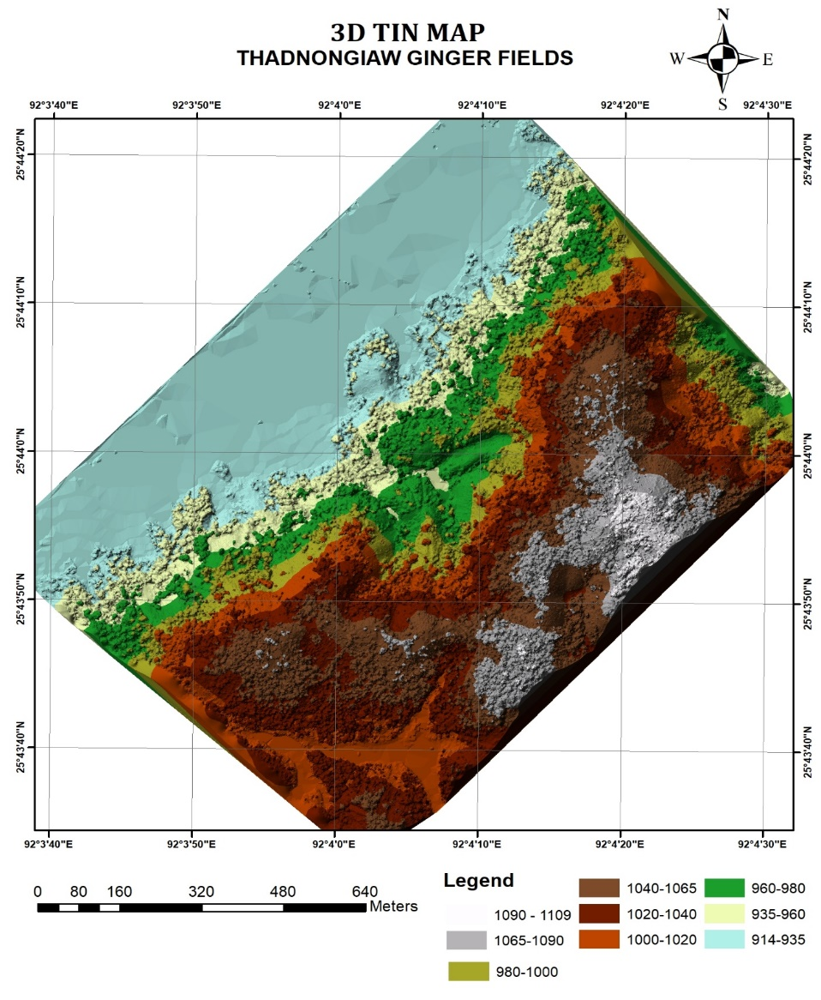 3D TIN MAP
THADNONGIAW GINGER FIELDS
N
W E
S
92°3'40"E 92°3'50"E 92°4'0"E 92°4'10"E 92°4'20"E 92°4'30"E
25°44'20"N 25°44'20"N
25°44'10"N 25°44'10"N
25°44'0"N 25°44'0"N
25°43'50"N 25°43'50"N
25°43'40"N 25°43'40"N
92°3'40"E 92°3'50"E 92°4'0"E 92°4'10"E 92°4'20"E 92°4'30"E
0 80 160 320 480 640
Meters
Legend
1090 - 1109
1065-1090
980-1000
1040-1065
1020-1040
1000-1020
960-980
935-960
914-935